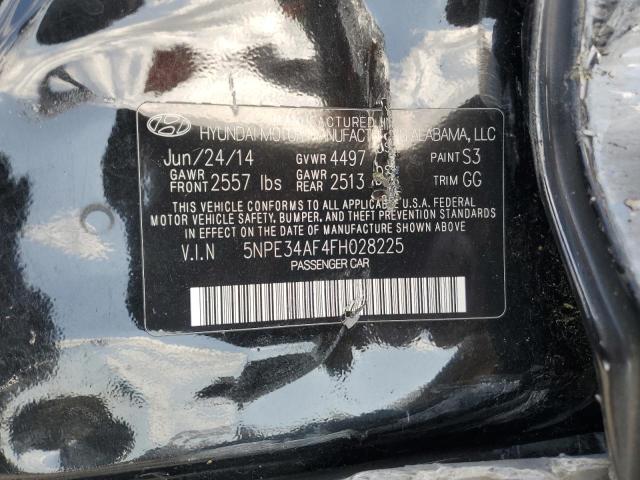 MANUFACTURED
HYUNDAI MOTOR MANUFACTURING ALABAMA, LLC
Jun/24/14 GVWR 4497 PAINT S3
GAWR FRONT 2557 lbs GAWR REAR 2513 lbs TRIM GG
THIS VEHICLE CONFORMS TO ALL APPLICABLE U.S.A. FEDERAL
MOTOR VEHICLE SAFETY, BUMPER, AND THEFT PREVENTION STANDARDS
IN EFFECT ON THE DATE OF MANUFACTURE SHOWN ABOVE.
V.I.N 5NPE34AF4FH028225
PASSENGER CAR